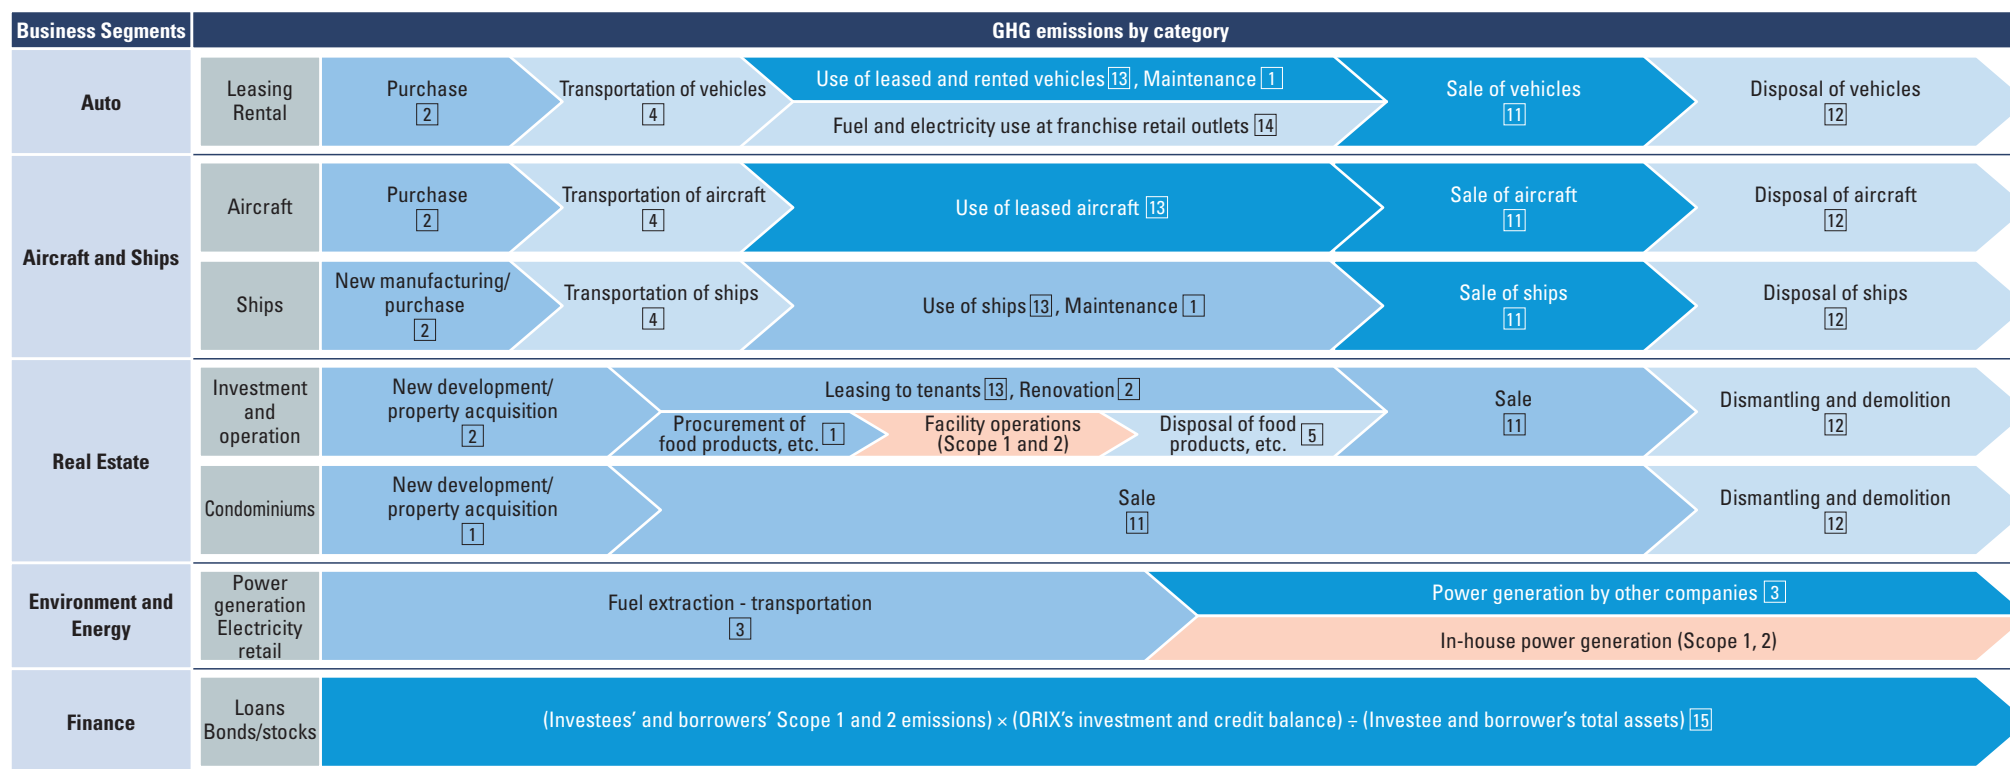 Business Segments
GHG emissions by category
Auto
Leasing
Rental
Purchase
2
Transportation of vehicles
4
Use of leased and rented vehicles 13 , Maintenance 1
Fuel and electricity use at franchise retail outlets 14
Sale of vehicles
11
Disposal of vehicles
12
Aircraft and Ships
Aircraft
Purchase
2
Transportation of aircraft
4
Use of leased aircraft 13
Sale of aircraft
11
Disposal of aircraft
12
Ships
New manufacturing/
purchase
2
Transportation of ships
4
Use of ships 13 , Maintenance 1
Sale of ships
11
Disposal of ships
12
Real Estate
Investment
and
operation
New development/
property acquisition
2
Leasing to tenants 13 , Renovation 2
Procurement of
food products, etc. 1
Facility operations
(Scope 1 and 2)
Disposal of food
products, etc. 5
Sale
11
Dismantling and demolition
12
Condominiums
New development/
property acquisition
1
Sale
11
Dismantling and demolition
12
Environment and
Energy
Power
generation
Electricity
retail
Fuel extraction - transportation
3
Power generation by other companies 3
In-house power generation (Scope 1, 2)
Finance
Loans
Bonds/stocks
(Investees’ and borrowers’ Scope 1 and 2 emissions) × (ORIX’s investment and credit balance) ÷ (Investee and borrower’s total assets) 15